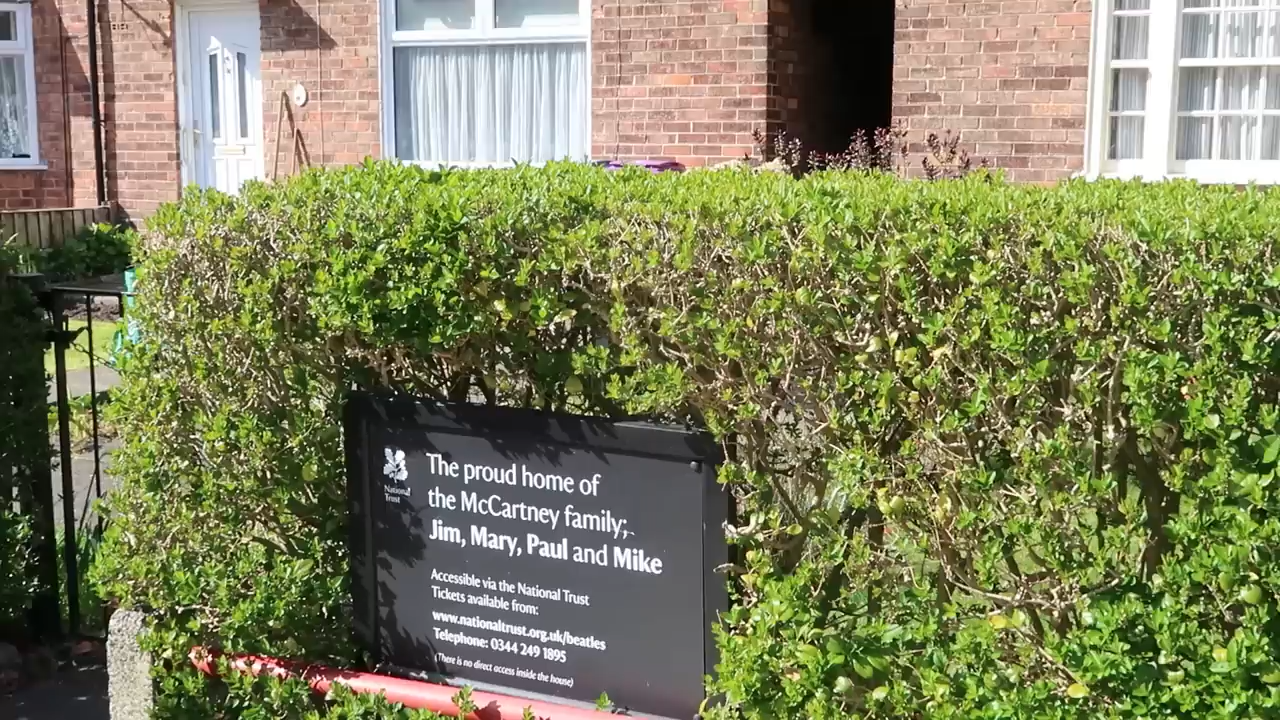 National
Trust
The proud home of
the McCartney family;
Jim, Mary, Paul and Mike
Accessible via the National Trust
Tickets available from:
www.nationaltrust.org.uk/beatles
Telephone: 0344 249 1895
(There is no direct access inside the house)